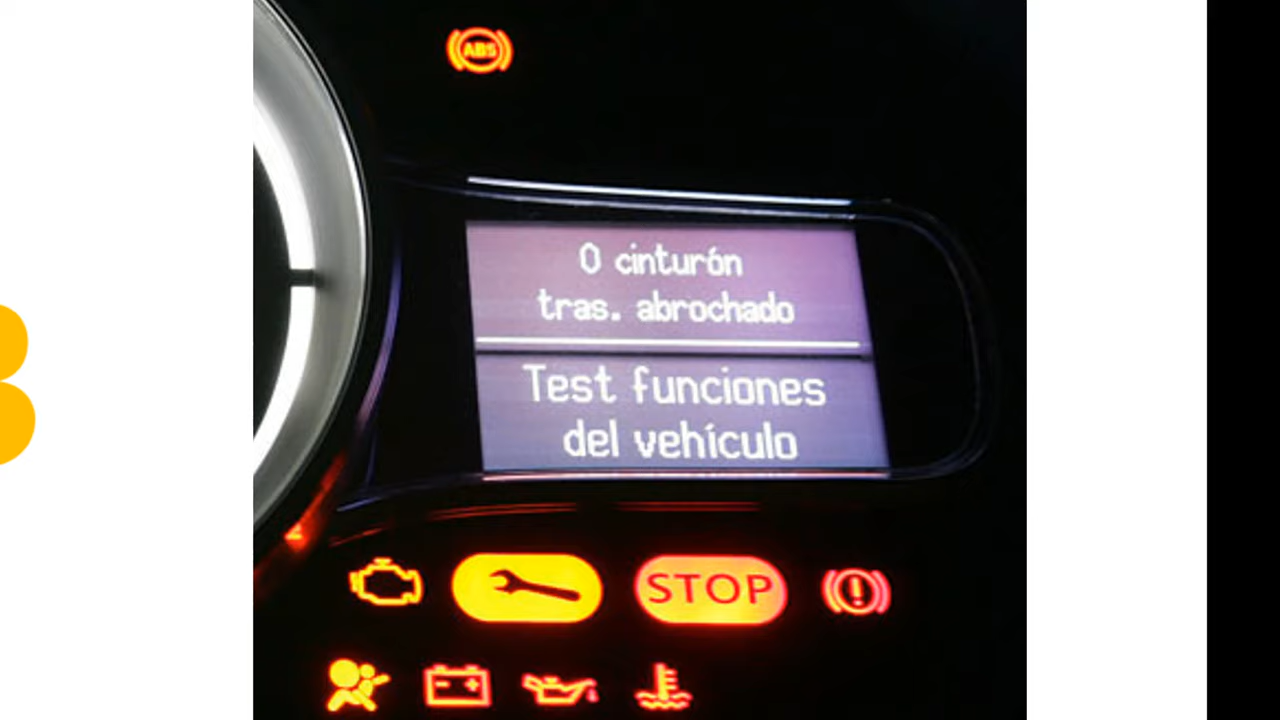 ABS
0 cinturón
tras. abrochado
Test funciones
del vehículo
STOP